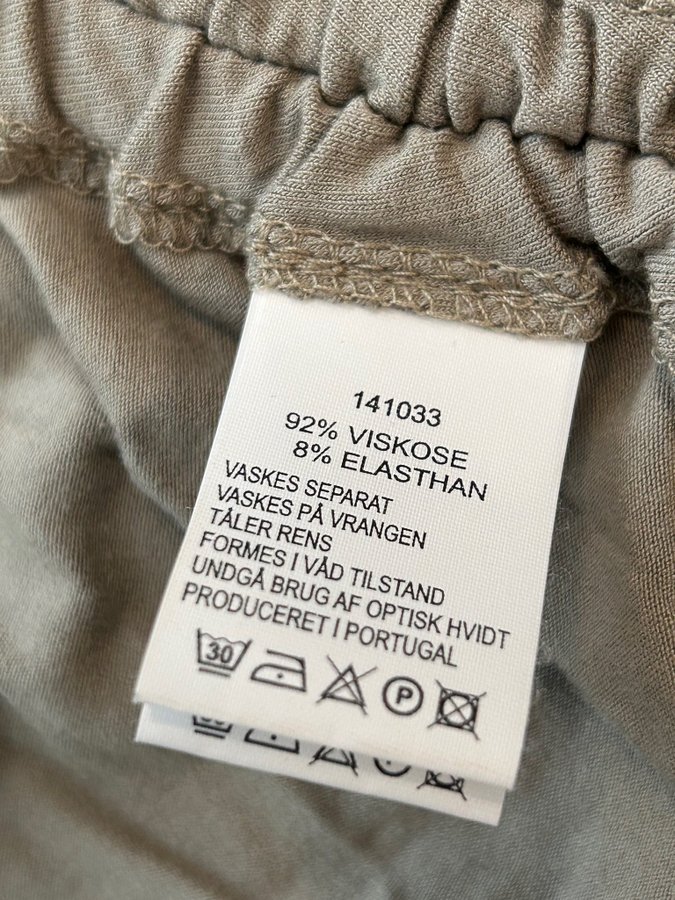 141033
92% VISKOSE
8% ELASTHAN
VASKES SEPARAT
VASKES PÅ VRANGEN
TÅLER RENS
FORMES I VÅD TILSTAND
UNDGÅ BRUG AF OPTISK HVIDT
PRODUCERET I PORTUGAL
30 P